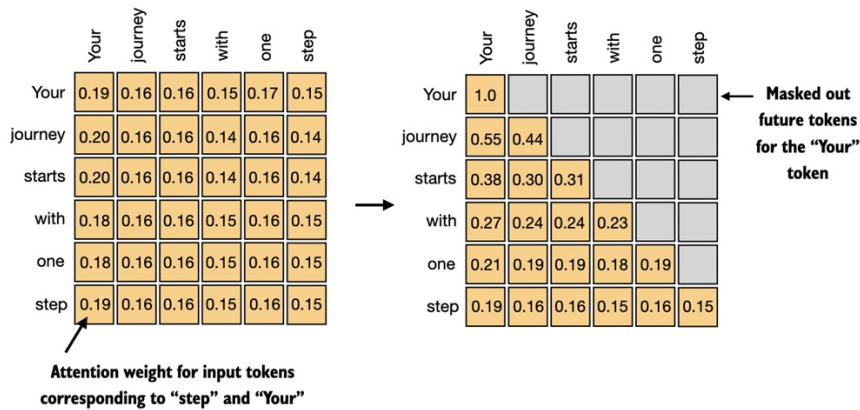 Your journey starts with one step
Your 0.19 0.16 0.16 0.15 0.17 0.15
journey 0.20 0.16 0.16 0.14 0.16 0.14
starts 0.20 0.16 0.16 0.14 0.16 0.14
with 0.18 0.16 0.16 0.15 0.16 0.15
one 0.18 0.16 0.16 0.15 0.16 0.15
step 0.19 0.16 0.16 0.15 0.16 0.15
Attention weight for input tokens
corresponding to “step” and “Your”
Your journey starts with one step
Your 1.0
journey 0.55 0.44
starts 0.38 0.30 0.31
with 0.27 0.24 0.24 0.23
one 0.21 0.19 0.19 0.18 0.19
step 0.19 0.16 0.16 0.15 0.16 0.15
Masked out
future tokens
for the “Your”
token